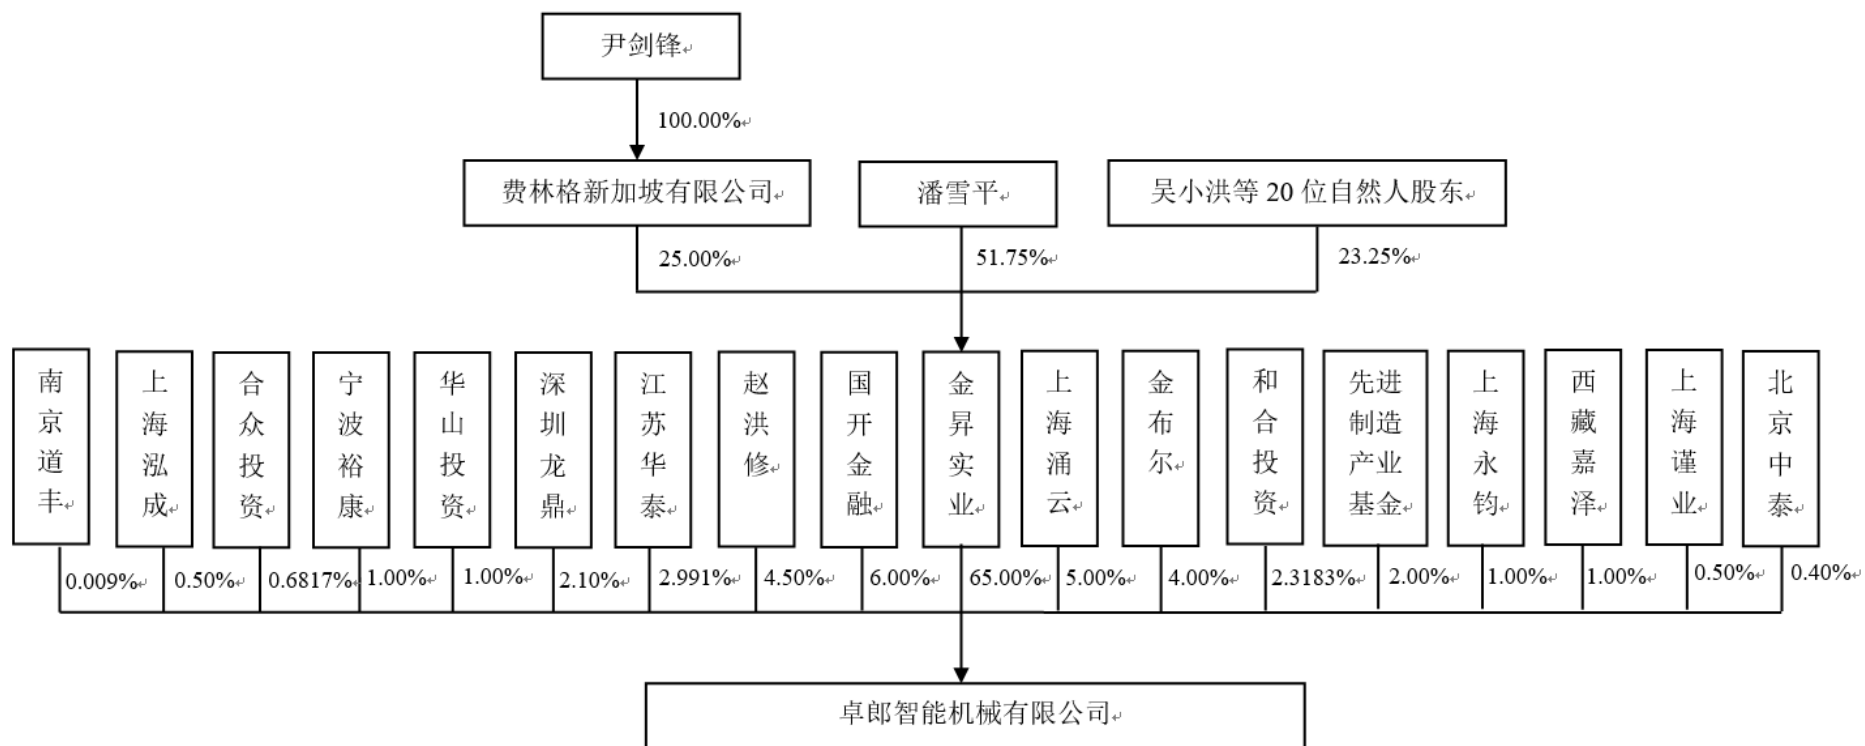 尹剑锋
100.00%
费林格新加坡有限公司
潘雪平
吴小洪等 20 位自然人股东
25.00%
51.75%
23.25%
南京道丰
上海泓成
合众投资
宁波裕康
华山投资
深圳龙鼎
江苏华泰
赵洪修
国开金融
金昇实业
上海涌云
金布尔
和合投资
先进
制造
产业
基金
上海永钧
西藏嘉泽
上海谨业
北京中泰
0.009%
0.50%
0.6817%
1.00%
1.00%
2.10%
2.991%
4.50%
6.00%
65.00%
5.00%
4.00%
2.3183%
2.00%
1.00%
1.00%
0.50%
0.40%
卓郎智能机械有限公司